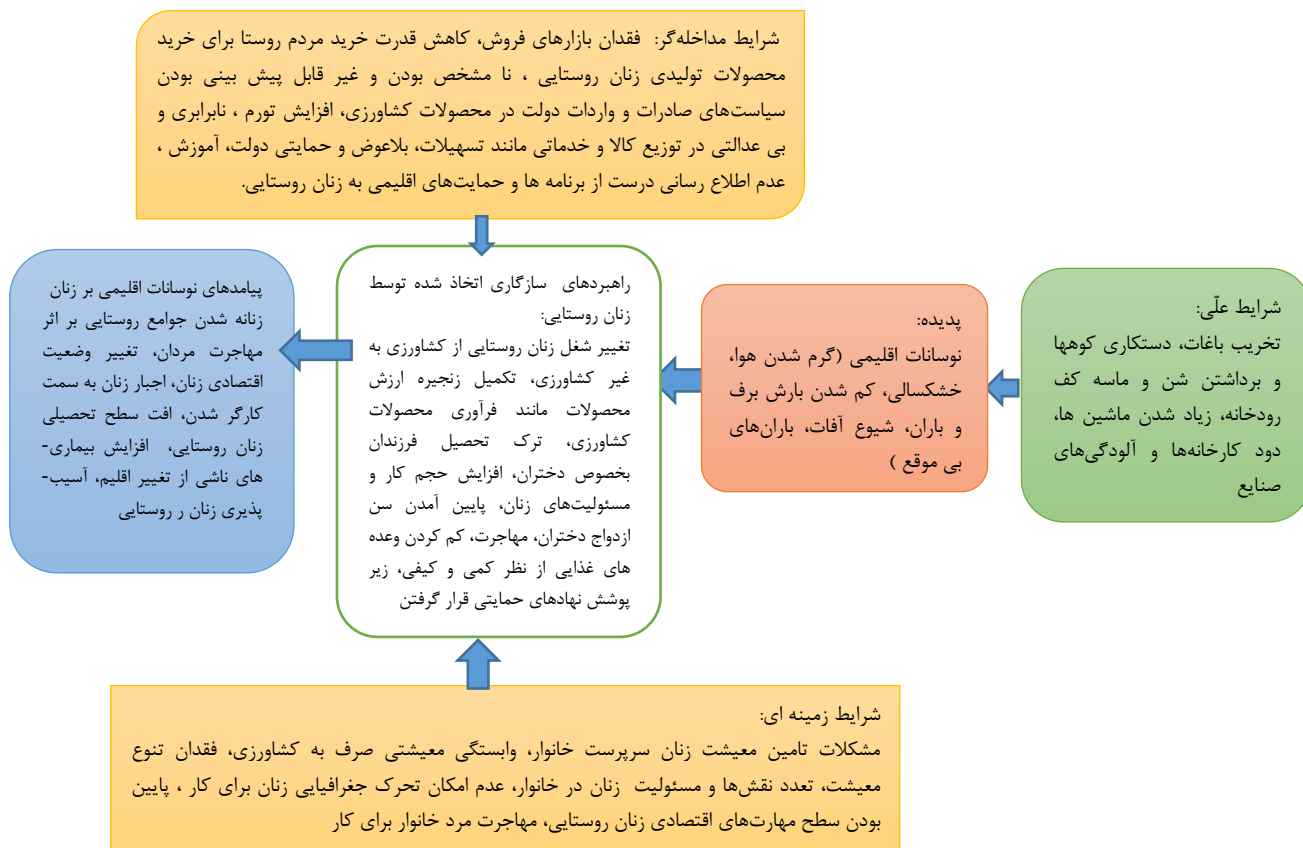 شرایط مداخله‌گر: فقدان بازارهای فروش، کاهش قدرت خرید مردم روستا برای خرید
محصولات تولیدی زنان روستایی ، نا مشخص بودن و غیر قابل پیش بینی بودن
سیاست‌های صادرات و واردات دولت در محصولات کشاورزی، افزایش تورم ، نابرابری و
بی عدالتی در توزیع کالا و خدماتی مانند تسهیلات، بلاعوض و حمایتی دولت، آموزش ،
عدم اطلاع رسانی درست از برنامه ها و حمایت‌های اقلیمی به زنان روستایی.
شرایط علّی:
تخریب باغات، دستکاری کوهها
و برداشتن شن و ماسه کف
رودخانه، زیاد شدن ماشین ها،
دود کارخانه‌ها و آلودگی‌های
صنایع
پدیده:
نوسانات اقلیمی (گرم شدن هوا،
خشکسالی، کم شدن بارش برف
و باران، شیوع آفات، باران‌های
بی موقع )
راهبردهای سازگاری اتخاذ شده توسط
زنان روستایی:
تغییر شغل زنان روستایی از کشاورزی به
غیر کشاورزی، تکمیل زنجیره ارزش
محصولات مانند فرآوری محصولات
کشاورزی، ترک تحصیل فرزندان
بخصوص دختران، افزایش حجم کار و
مسئولیت‌های زنان، پایین آمدن سن
ازدواج دختران، مهاجرت، کم کردن وعده
های غذایی از نظر کمی و کیفی، زیر
پوشش نهادهای حمایتی قرار گرفتن
پیامدهای نوسانات اقلیمی بر زنان
زنانه شدن جوامع روستایی بر اثر
مهاجرت مردان، تغییر وضعیت
اقتصادی زنان، اجبار زنان به سمت
کارگر شدن، افت سطح تحصیلی
زنان روستایی، افزایش بیماری-
های ناشی از تغییر اقلیم، آسیب-
پذیری زنان ر روستایی
شرایط زمینه ای:
مشکلات تامین معیشت زنان سرپرست خانوار، وابستگی معیشتی صرف به کشاورزی، فقدان تنوع
معیشت، تعدد نقش‌ها و مسئولیت زنان در خانوار، عدم امکان تحرک جغرافیایی زنان برای کار ، پایین
بودن سطح مهارت‌های اقتصادی زنان روستایی، مهاجرت مرد خانوار برای کار